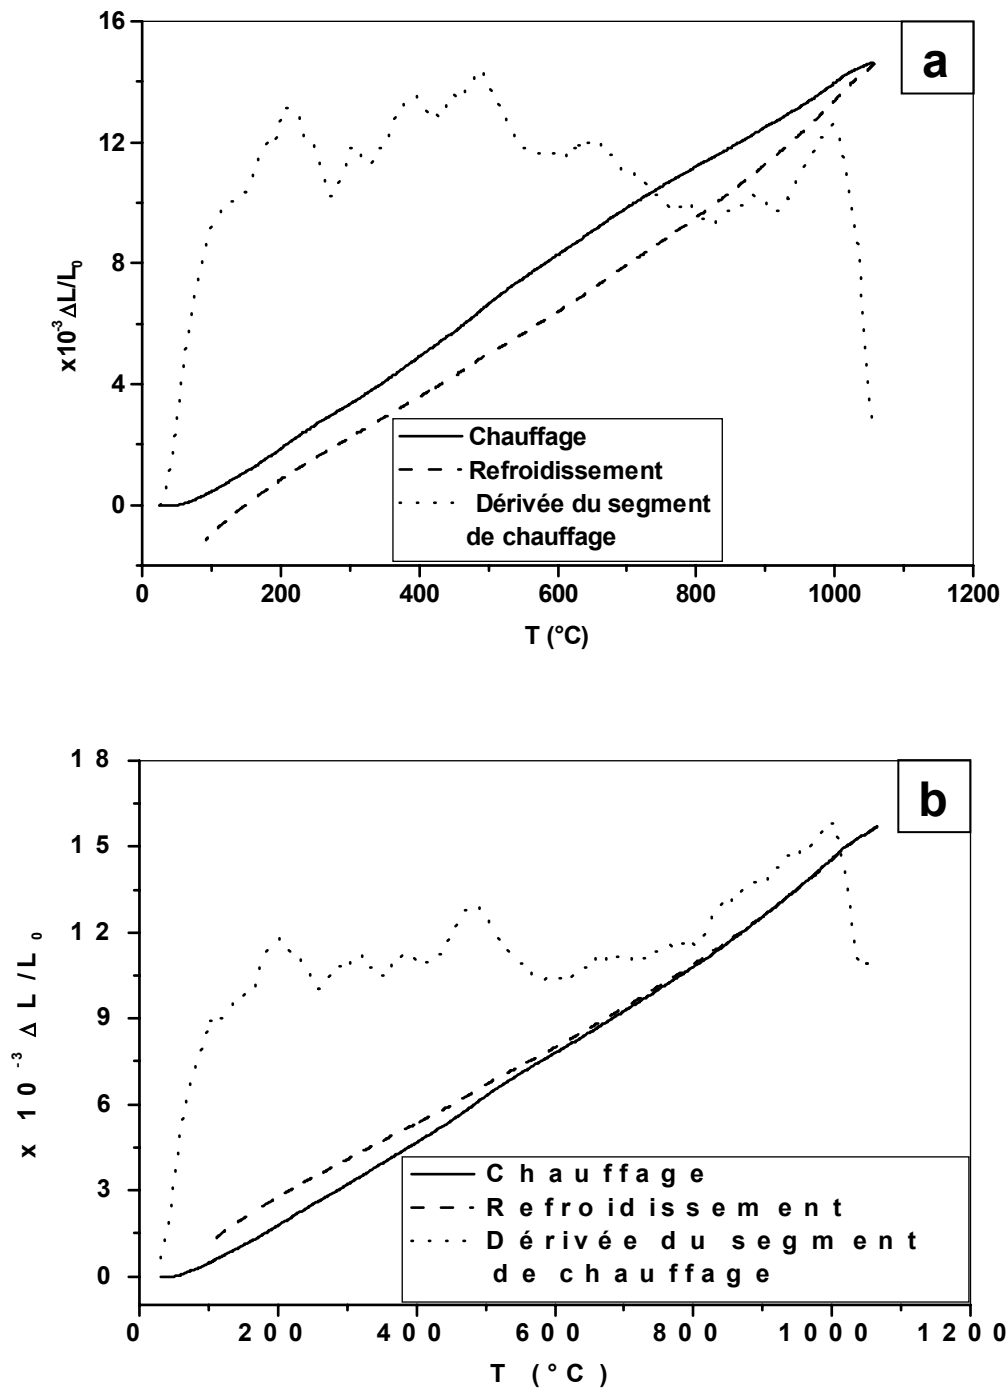 16
a
12
8
4
0
x10⁻³ ΔL/L₀
Chauffage
Refroidissement
Dérivée du segment
de chauffage
0 200 400 600 800 1000 1200
T (°C)
18
b
15
12
9
6
3
0
x 10⁻³ ΔL/L₀
Chauffage
Refroidissement
Dérivée du segment
de chauffage
0 200 400 600 800 1000 1200
T (°C)